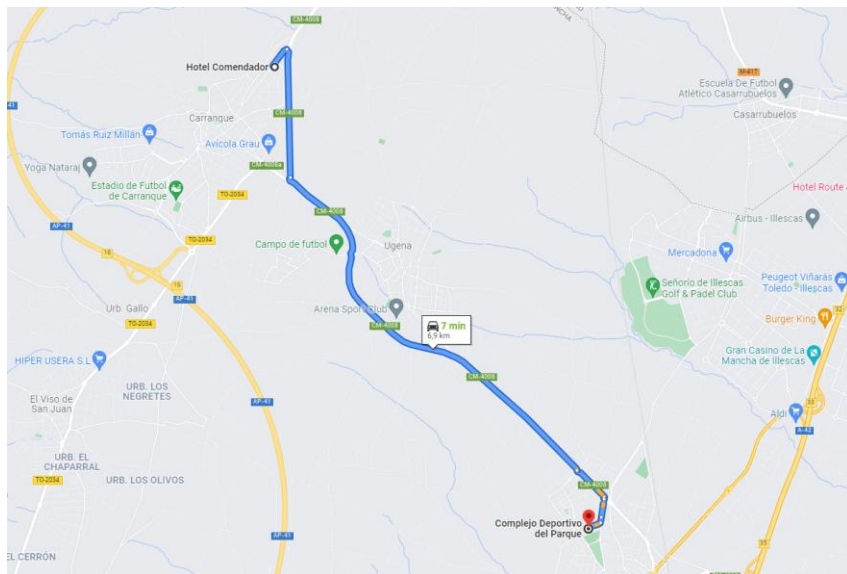 CM-4008
Hotel Comendador
M-417
Escuela De Futbol
Atlético Casarrubuelos
Casarrubuelos
AP-41
CM-4008
Carranque
Tomás Ruiz Millán
Avicola Grau
CM-4008a
Yoga Nataraj
Estadio de Futbol
de Carranque
TO-2034
Hotel Route
CM-4008
Airbus - Illescas
AP-41
TO-2034
Campo de futbol
Ugena
Mercadona
16
16
AP-41
Señorío de Illescas
Golf & Padel Club
Peugeot Viñarás
Toledo - Illescas
Urb. Gallo
Arena Sport Club
32
TO-2034
CM-4008
7 min
6,9 km
Burger King
HIPER USERA S.L
Gran Casino de La
Mancha de Illescas
URB. LOS
NEGRETES
CM-4008
El Viso de
San Juan
AP-41
35
Aldi
A-42
URB. EL
CHAPARRAL
TO-2034
URB. LOS OLIVOS
CM-4008
Complejo Deportivo
del Parque
EL CERRÓN
AP-41
35